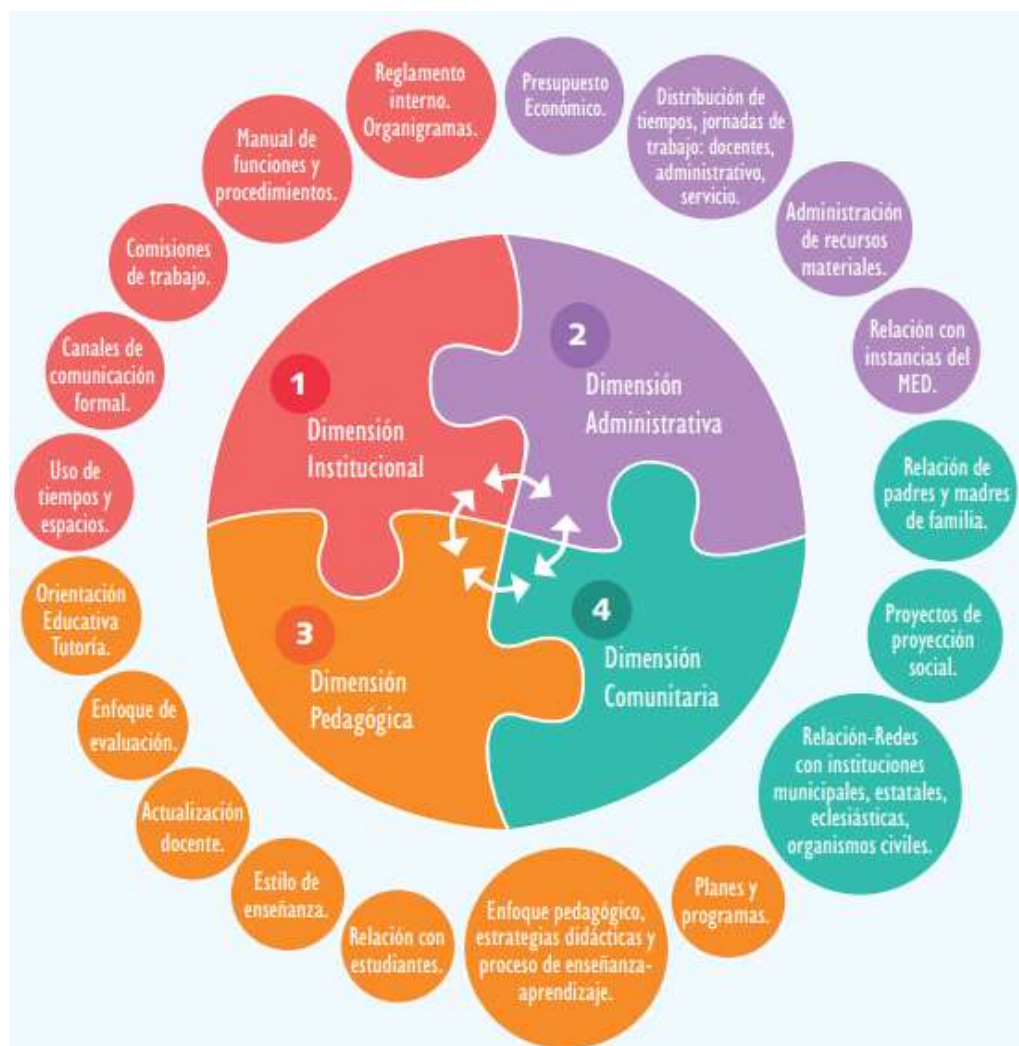 Reglamento
interno.
Organigramas.
Presupuesto
Económico.
Distribución de
tiempos, jornadas de
trabajo: docentes,
administrativo,
servicio.
Manual de
funciones y
procedimientos.
Administración
de recursos
materiales.
Comisiones
de trabajo.
Relación con
instancias del
MED.
Canales de
comunicación
formal.
1
Dimensión
Institucional
2
Dimensión
Administrativa
Uso de
tiempos y
espacios.
Relación de
padres y madres
de familia.
Orientación
Educativa
Tutoría.
3
Dimensión
Pedagógica
4
Dimensión
Comunitaria
Proyectos de
proyección
social.
Enfoque de
evaluación.
Relación-Redes
con instituciones
municipales, estatales,
eclesiásticas,
organismos civiles.
Actualización
docente.
Estilo de
enseñanza.
Relación con
estudiantes.
Enfoque pedagógico,
estrategias didácticas y
proceso de enseñanza-
aprendizaje.
Planes y
programas.